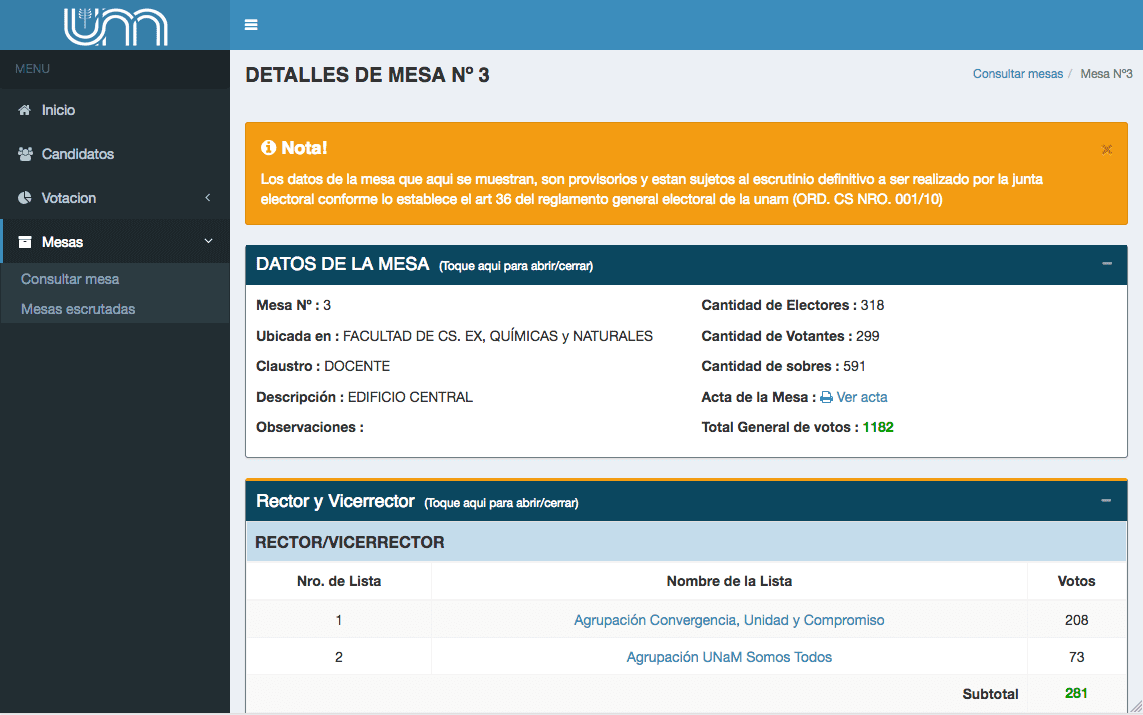 unm
MENU
Inicio
Candidatos
Votacion
Mesas
Consultar mesa
Mesas escrutadas
DETALLES DE MESA Nº 3
Consultar mesas / Mesa Nº3
Nota!
×
Los datos de la mesa que aqui se muestran, son provisorios y estan sujetos al escrutinio definitivo a ser realizado por la junta
electoral conforme lo establece el art 36 del reglamento general electoral de la unam (ORD. CS NRO. 001/10)
DATOS DE LA MESA (Toque aqui para abrir/cerrar)
Mesa Nº : 3
Ubicada en : FACULTAD DE CS. EX, QUÍMICAS y NATURALES
Claustro : DOCENTE
Descripción : EDIFICIO CENTRAL
Observaciones :
Cantidad de Electores : 318
Cantidad de Votantes : 299
Cantidad de sobres : 591
Acta de la Mesa : Ver acta
Total General de votos : 1182
Rector y Vicerrector (Toque aqui para abrir/cerrar)
RECTOR/VICERRECTOR
Nro. de Lista Nombre de la Lista Votos
1 Agrupación Convergencia, Unidad y Compromiso 208
2 Agrupación UNaM Somos Todos 73
Subtotal 281